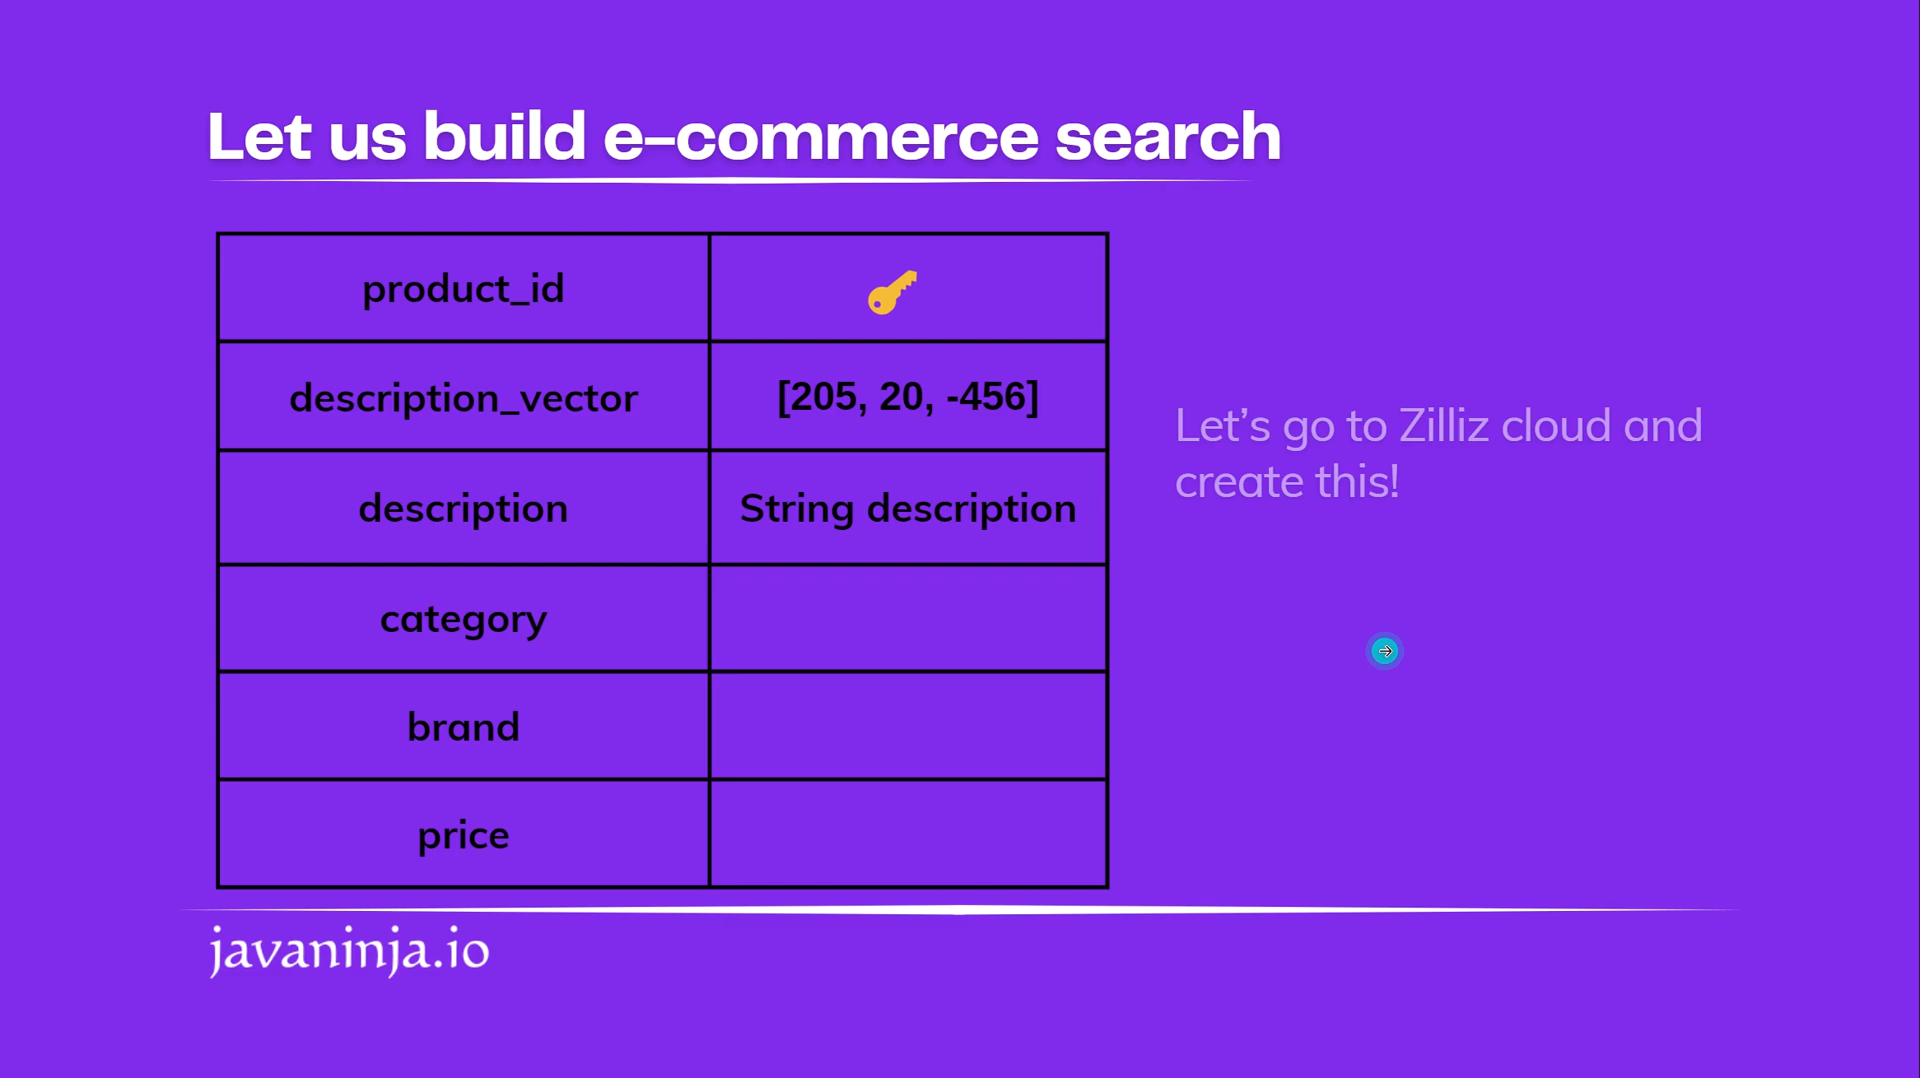 Let us build e-commerce search
product_id
description_vector [205, 20, -456]
description String description
category
brand
price
Let’s go to Zilliz cloud and
create this!
javaninja.io